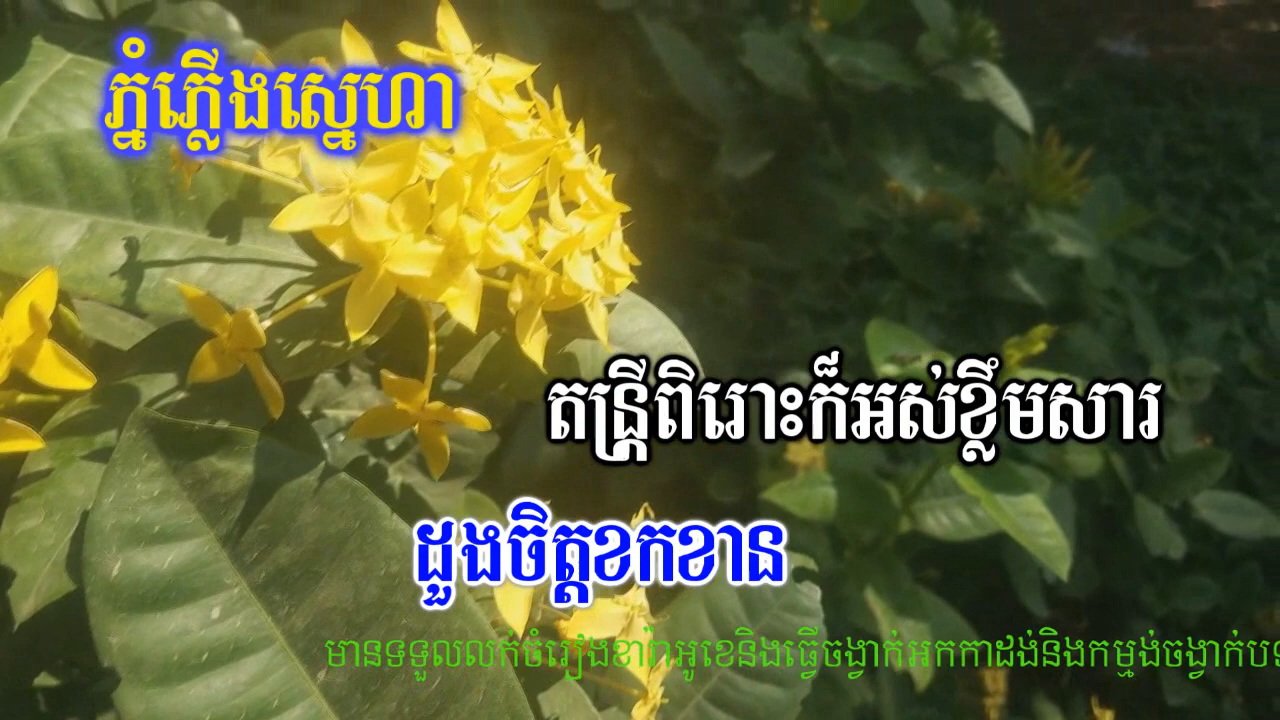 ភ្នំភ្លើងស្នេហា
តន្ត្រីពិរោះក៏អស់ខ្លឹមសារ
ដួងចិត្តខកខាន
មានទទួលលក់ចំរៀងខារ៉ាអូខេនិងធ្វើចង្វាក់អកកាដង់និងកម្មង់ចង្វាក់បទ